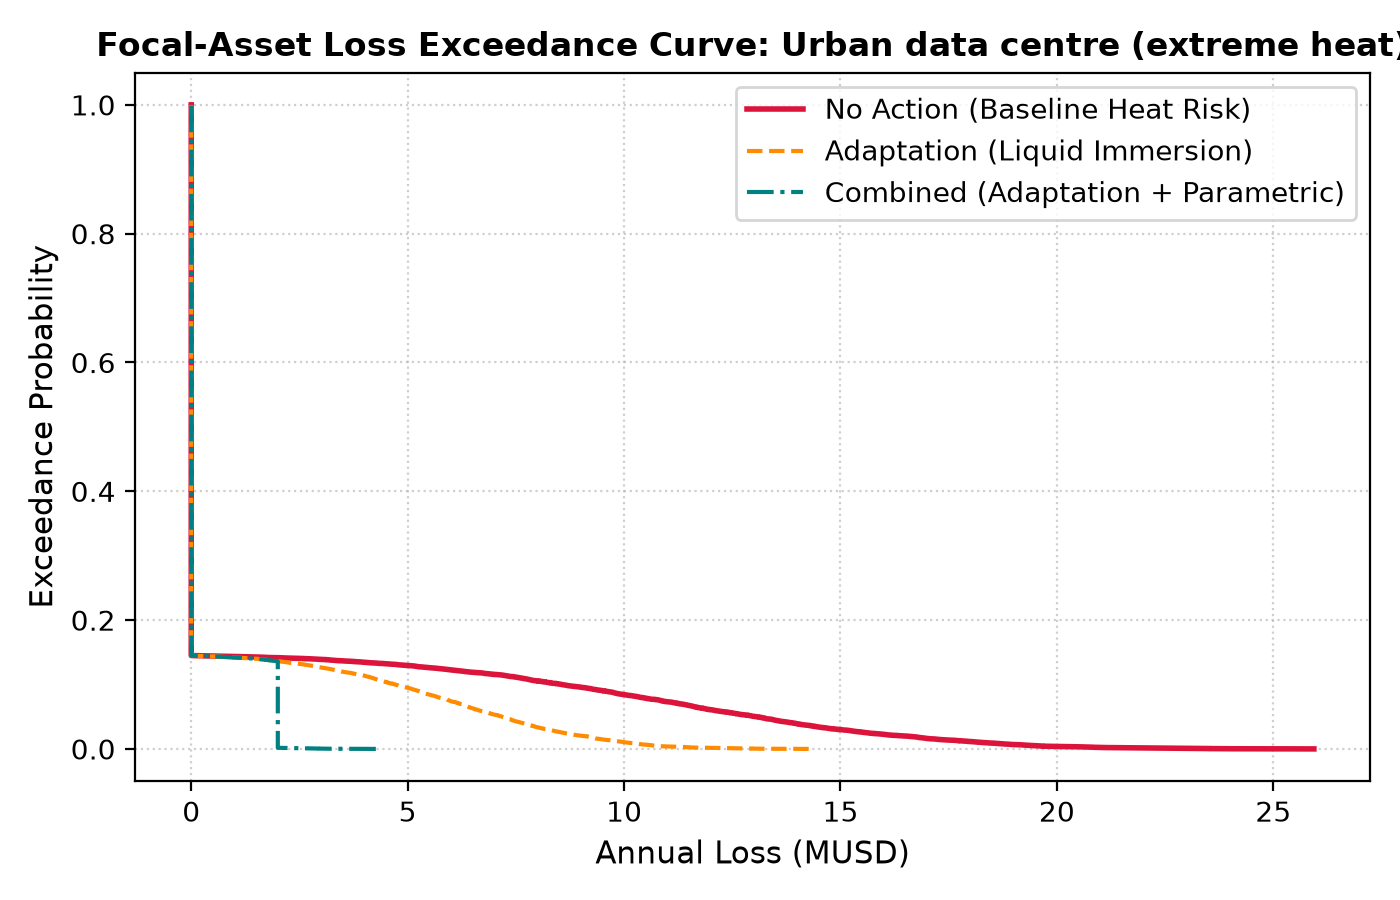 Focal-Asset Loss Exceedance Curve: Urban data centre (extreme heat)
No Action (Baseline Heat Risk)
Adaptation (Liquid Immersion)
Combined (Adaptation + Parametric)
Exceedance Probability
1.0
0.8
0.6
0.4
0.2
0.0
0 5 10 15 20 25
Annual Loss (MUSD)